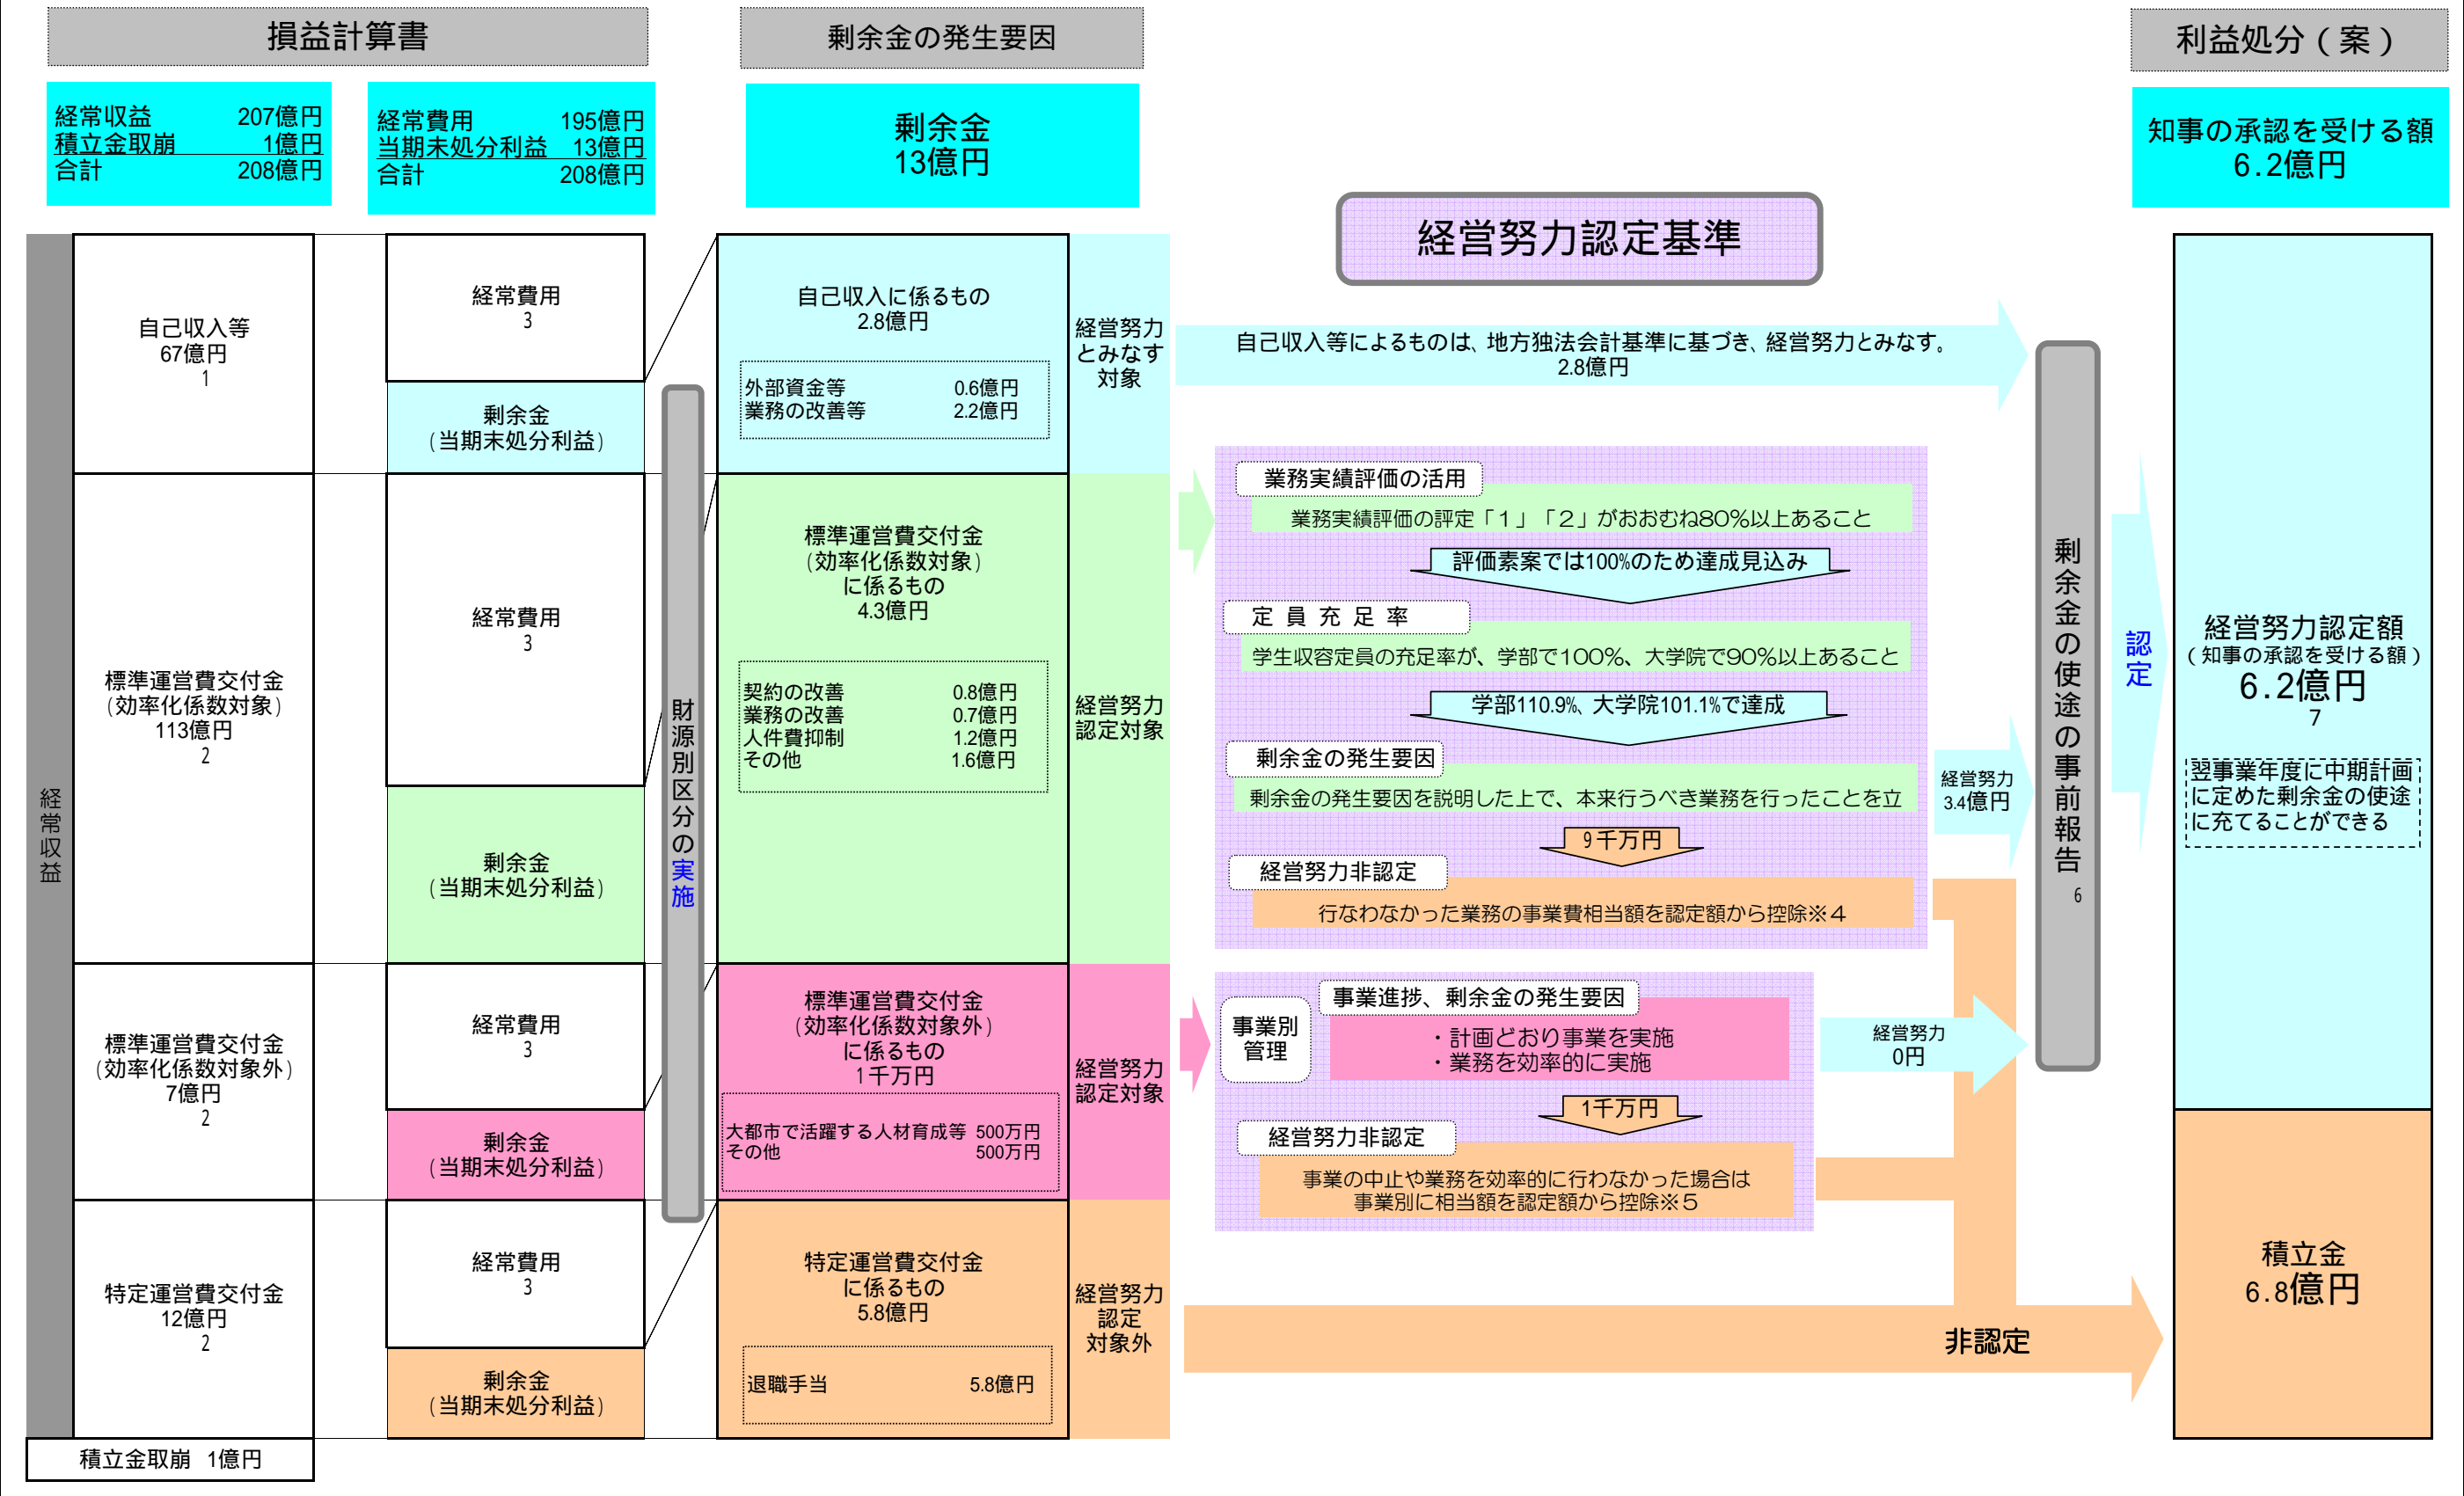 損益計算書
剰余金の発生要因
利益処分（案）
経常収益 207億円
積立金取崩 1億円
合計 208億円
経常費用 195億円
当期未処分利益 13億円
合計 208億円
剰余金
13億円
知事の承認を受ける額
6.2億円
経営努力認定基準
経常収益
自己収入等
67億円
1
標準運営費交付金
(効率化係数対象)
113億円
2
標準運営費交付金
(効率化係数対象外)
7億円
2
特定運営費交付金
12億円
2
積立金取崩 1億円
経常費用
3
剰余金
(当期末処分利益)
経常費用
3
剰余金
(当期末処分利益)
経常費用
3
剰余金
(当期末処分利益)
経常費用
3
剰余金
(当期末処分利益)
財源別区分の実施
自己収入に係るもの
2.8億円
外部資金等 0.6億円
業務の改善等 2.2億円
経営努力
とみなす
対象
標準運営費交付金
(効率化係数対象)
に係るもの
4.3億円
契約の改善 0.8億円
業務の改善 0.7億円
人件費抑制 1.2億円
その他 1.6億円
経営努力
認定対象
標準運営費交付金
(効率化係数対象外)
に係るもの
1千万円
大都市で活躍する人材育成等 500万円
その他 500万円
経営努力
認定対象
特定運営費交付金
に係るもの
5.8億円
退職手当 5.8億円
経営努力
認定
対象外
自己収入等によるものは、地方独法会計基準に基づき、経営努力とみなす。
2.8億円
業務実績評価の活用
業務実績評価の評定「１」「２」がおおむね80％以上あること
評価素案では100%のため達成見込み
定 員 充 足 率
学生収容定員の充足率が、学部で100％、大学院で90％以上あること
学部110.9%、大学院101.1%で達成
剰余金の発生要因
剰余金の発生要因を説明した上で、本来行うべき業務を行ったことを立
9千万円
経営努力非認定
行なわなかった業務の事業費相当額を認定額から控除※４
経営努力
3.4億円
事業別
管理
事業進捗、剰余金の発生要因
・計画どおり事業を実施
・業務を効率的に実施
1千万円
経営努力非認定
事業の中止や業務を効率的に行わなかった場合は
事業別に相当額を認定額から控除※５
経営努力
0円
非認定
剰余金の使途の事前報告
6
認定
経営努力認定額
（知事の承認を受ける額）
6.2億円
7
翌事業年度に中期計画
に定めた剰余金の使途
に充てることができる
積立金
6.8億円